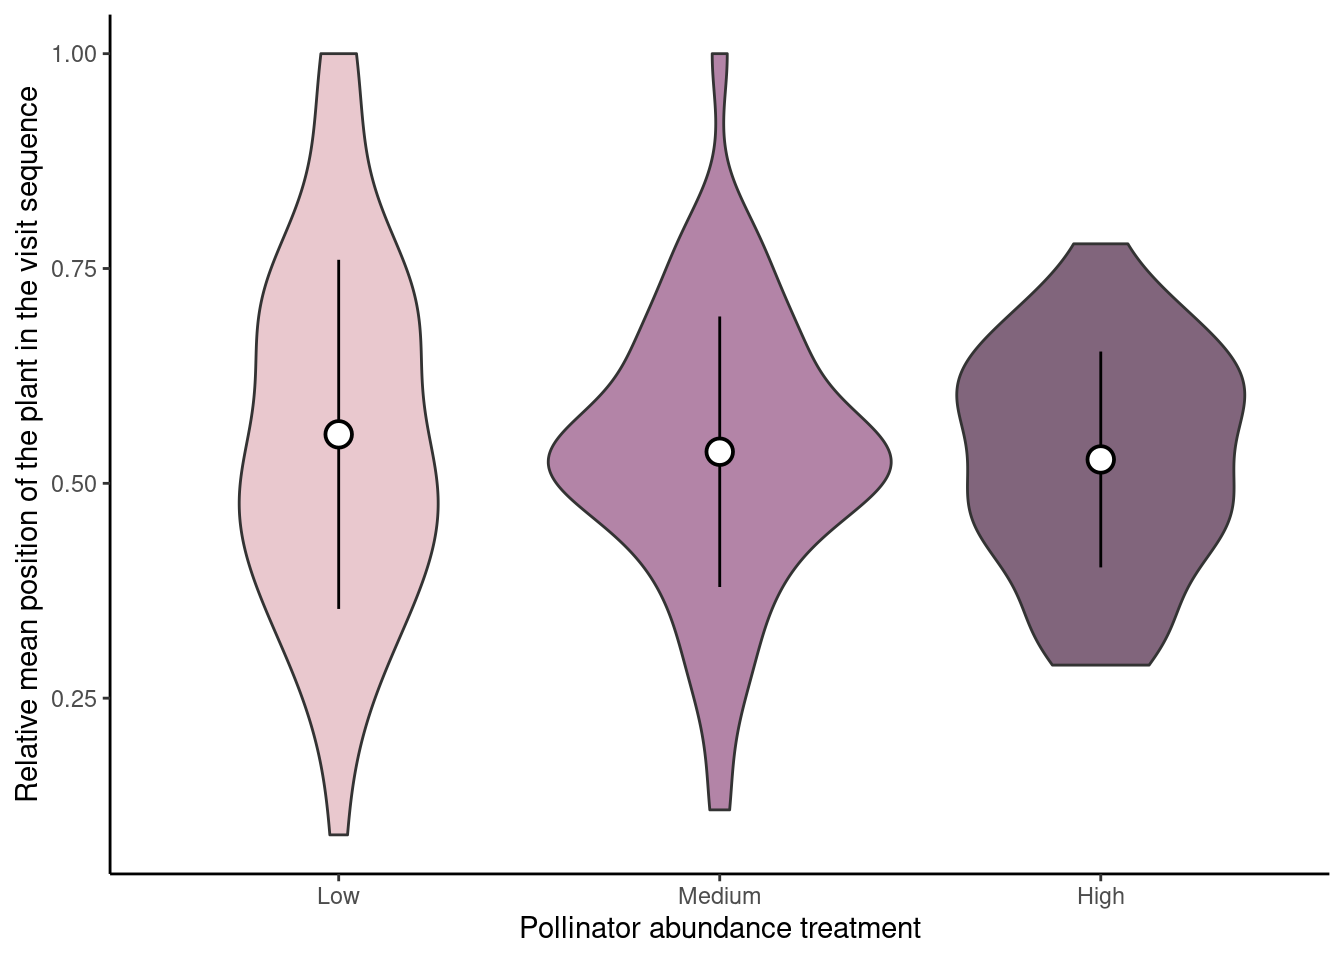 Relative mean position of the plant in the visit sequence
1.00
0.75
0.50
0.25
Low
Medium
High
Pollinator abundance treatment